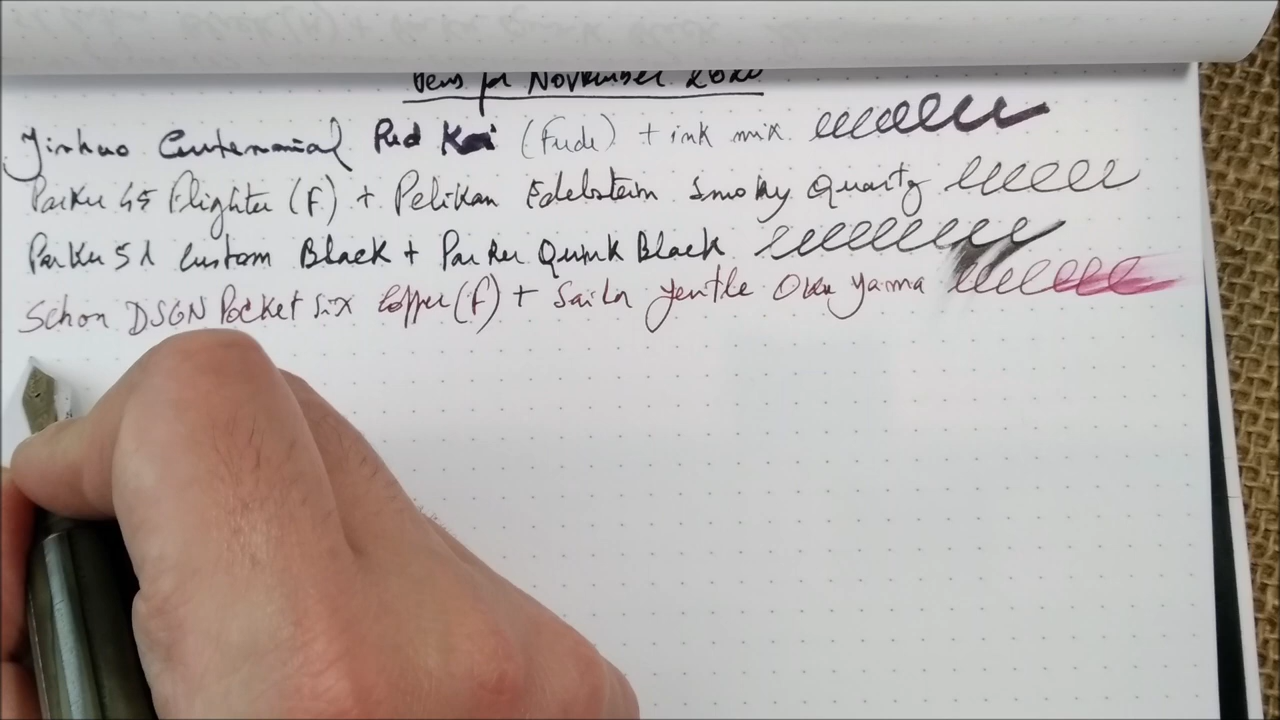 Pens for November 2020
Jinhao Centennial Red Koi (Fude) + ink mix
Parker 45 Flighter (F) + Pelikan Edelstein Smoky Quartz
Parker 51 Custom Black + Parker Quink Black
Schon DSGN Pocket Six Copper (F) + Sailor Jentle Oku Yama